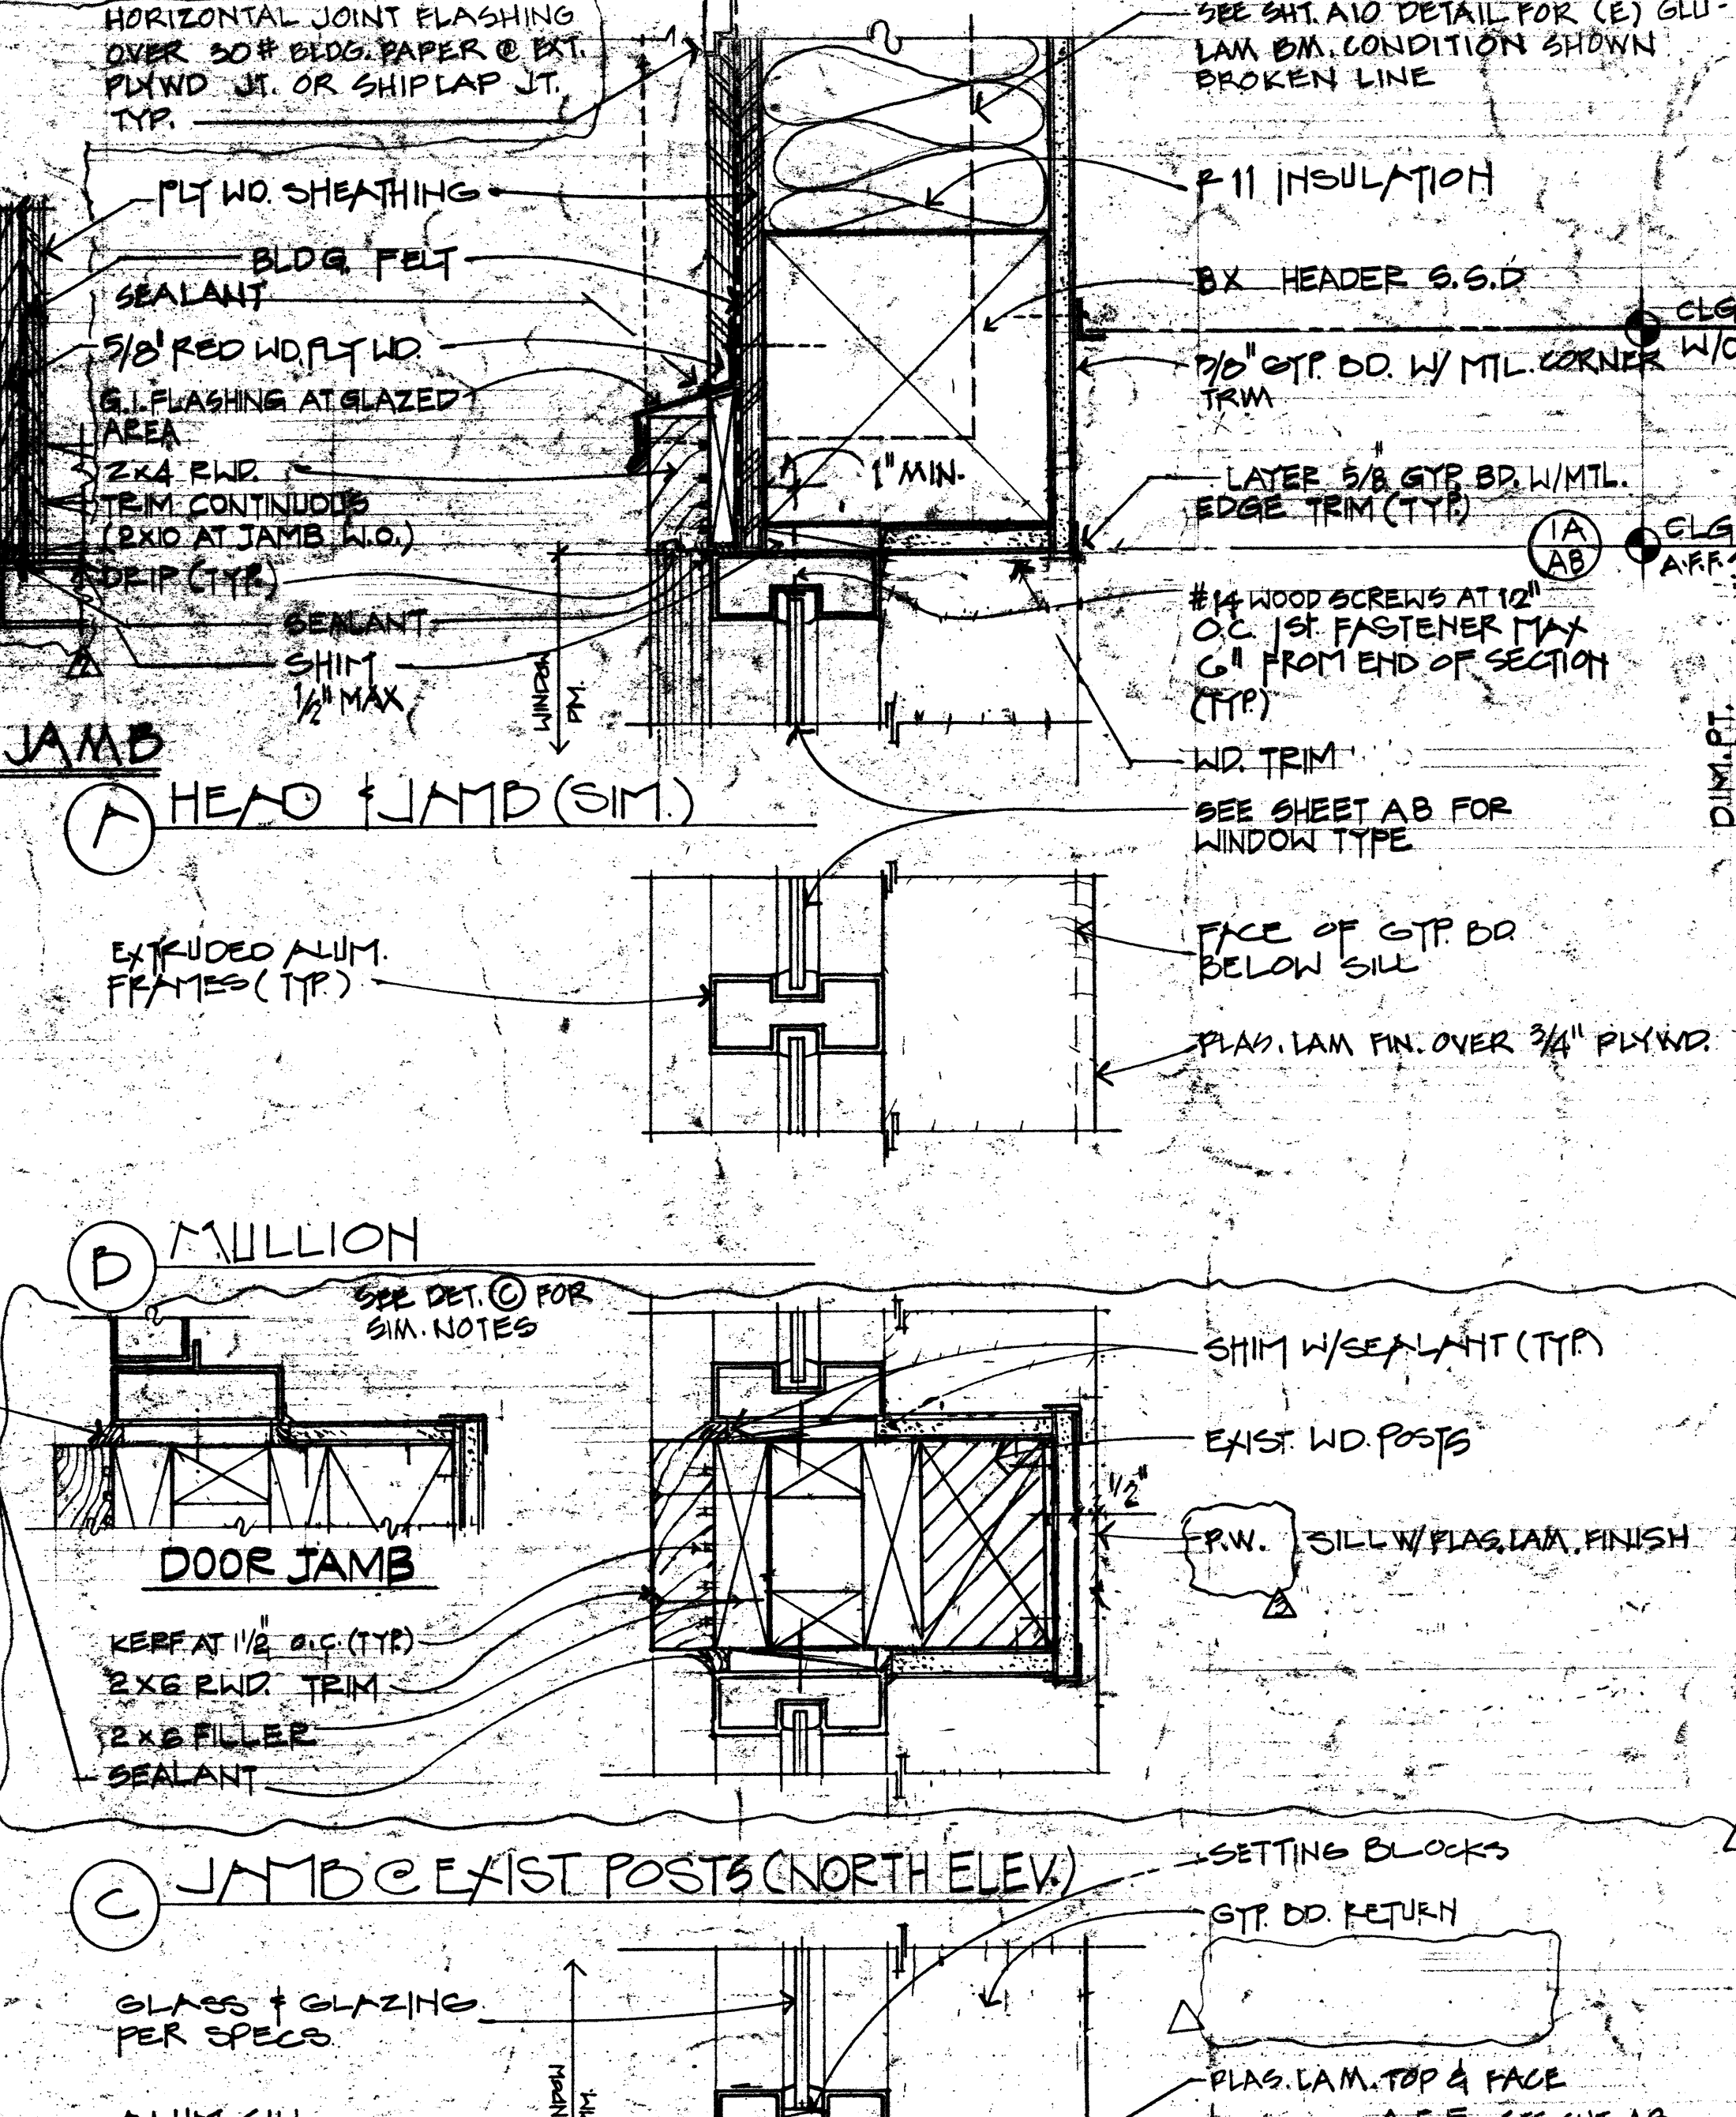 HORIZONTAL JOINT FLASHING
OVER 30# BLDG. PAPER @ EXT.
PLYWD JT. OR SHIPLAP JT.
TYP.
PLYWD. SHEATHING
BLDG. FELT
SEALANT
5/8" RED WD. PLYWD.
G.I. FLASHING AT GLAZED
AREA
2x4 RWD.
TRIM CONTINUOUS
(2X10 AT JAMB W.O.)
DRIP (TYP.)
SEALANT
SHIM
1/2" MAX
2
JAMB
WINDOW
DIM.
1" MIN.
SEE SHT. A10 DETAIL FOR (E) GLU-
LAM BM. CONDITION SHOWN
BROKEN LINE
R 11 INSULATION
8X HEADER S.S.D
CLG
W/
5/8" GYP. BD. W/ MTL. CORNER
TRIM
LAYER 5/8" GYP. BD. W/MTL.
EDGE TRIM (TYP.)
1A
A8
CLG
A.F.F.
#14 WOOD SCREWS AT 12"
O.C. 1ST. FASTENER MAX
6" FROM END OF SECTION
(TYP.)
WD. TRIM
SEE SHEET A8 FOR
WINDOW TYPE
DIM. PT.
A HEAD & JAMB (SIM.)
EXTRUDED ALUM.
FRAMES (TYP.)
FACE OF GYP. BD.
BELOW SILL
PLAS. LAM FIN. OVER 3/4" PLYWD.
B MULLION
SEE DET. C FOR
SIM. NOTES
DOOR JAMB
KERF AT 1 1/2" O.C. (TYP.)
2X6 RWD. TRIM
2X6 FILLER
SEALANT
SHIM W/SEALANT (TYP.)
EXIST. WD. POSTS
1/2"
P.W. SILL W/PLAS. LAM. FINISH
C JAMB @ EXIST. POSTS (NORTH ELEV.)
SETTING BLOCKS
GYP. BD. RETURN
GLASS & GLAZING
PER SPECS.
PLAS. LAM. TOP & FACE